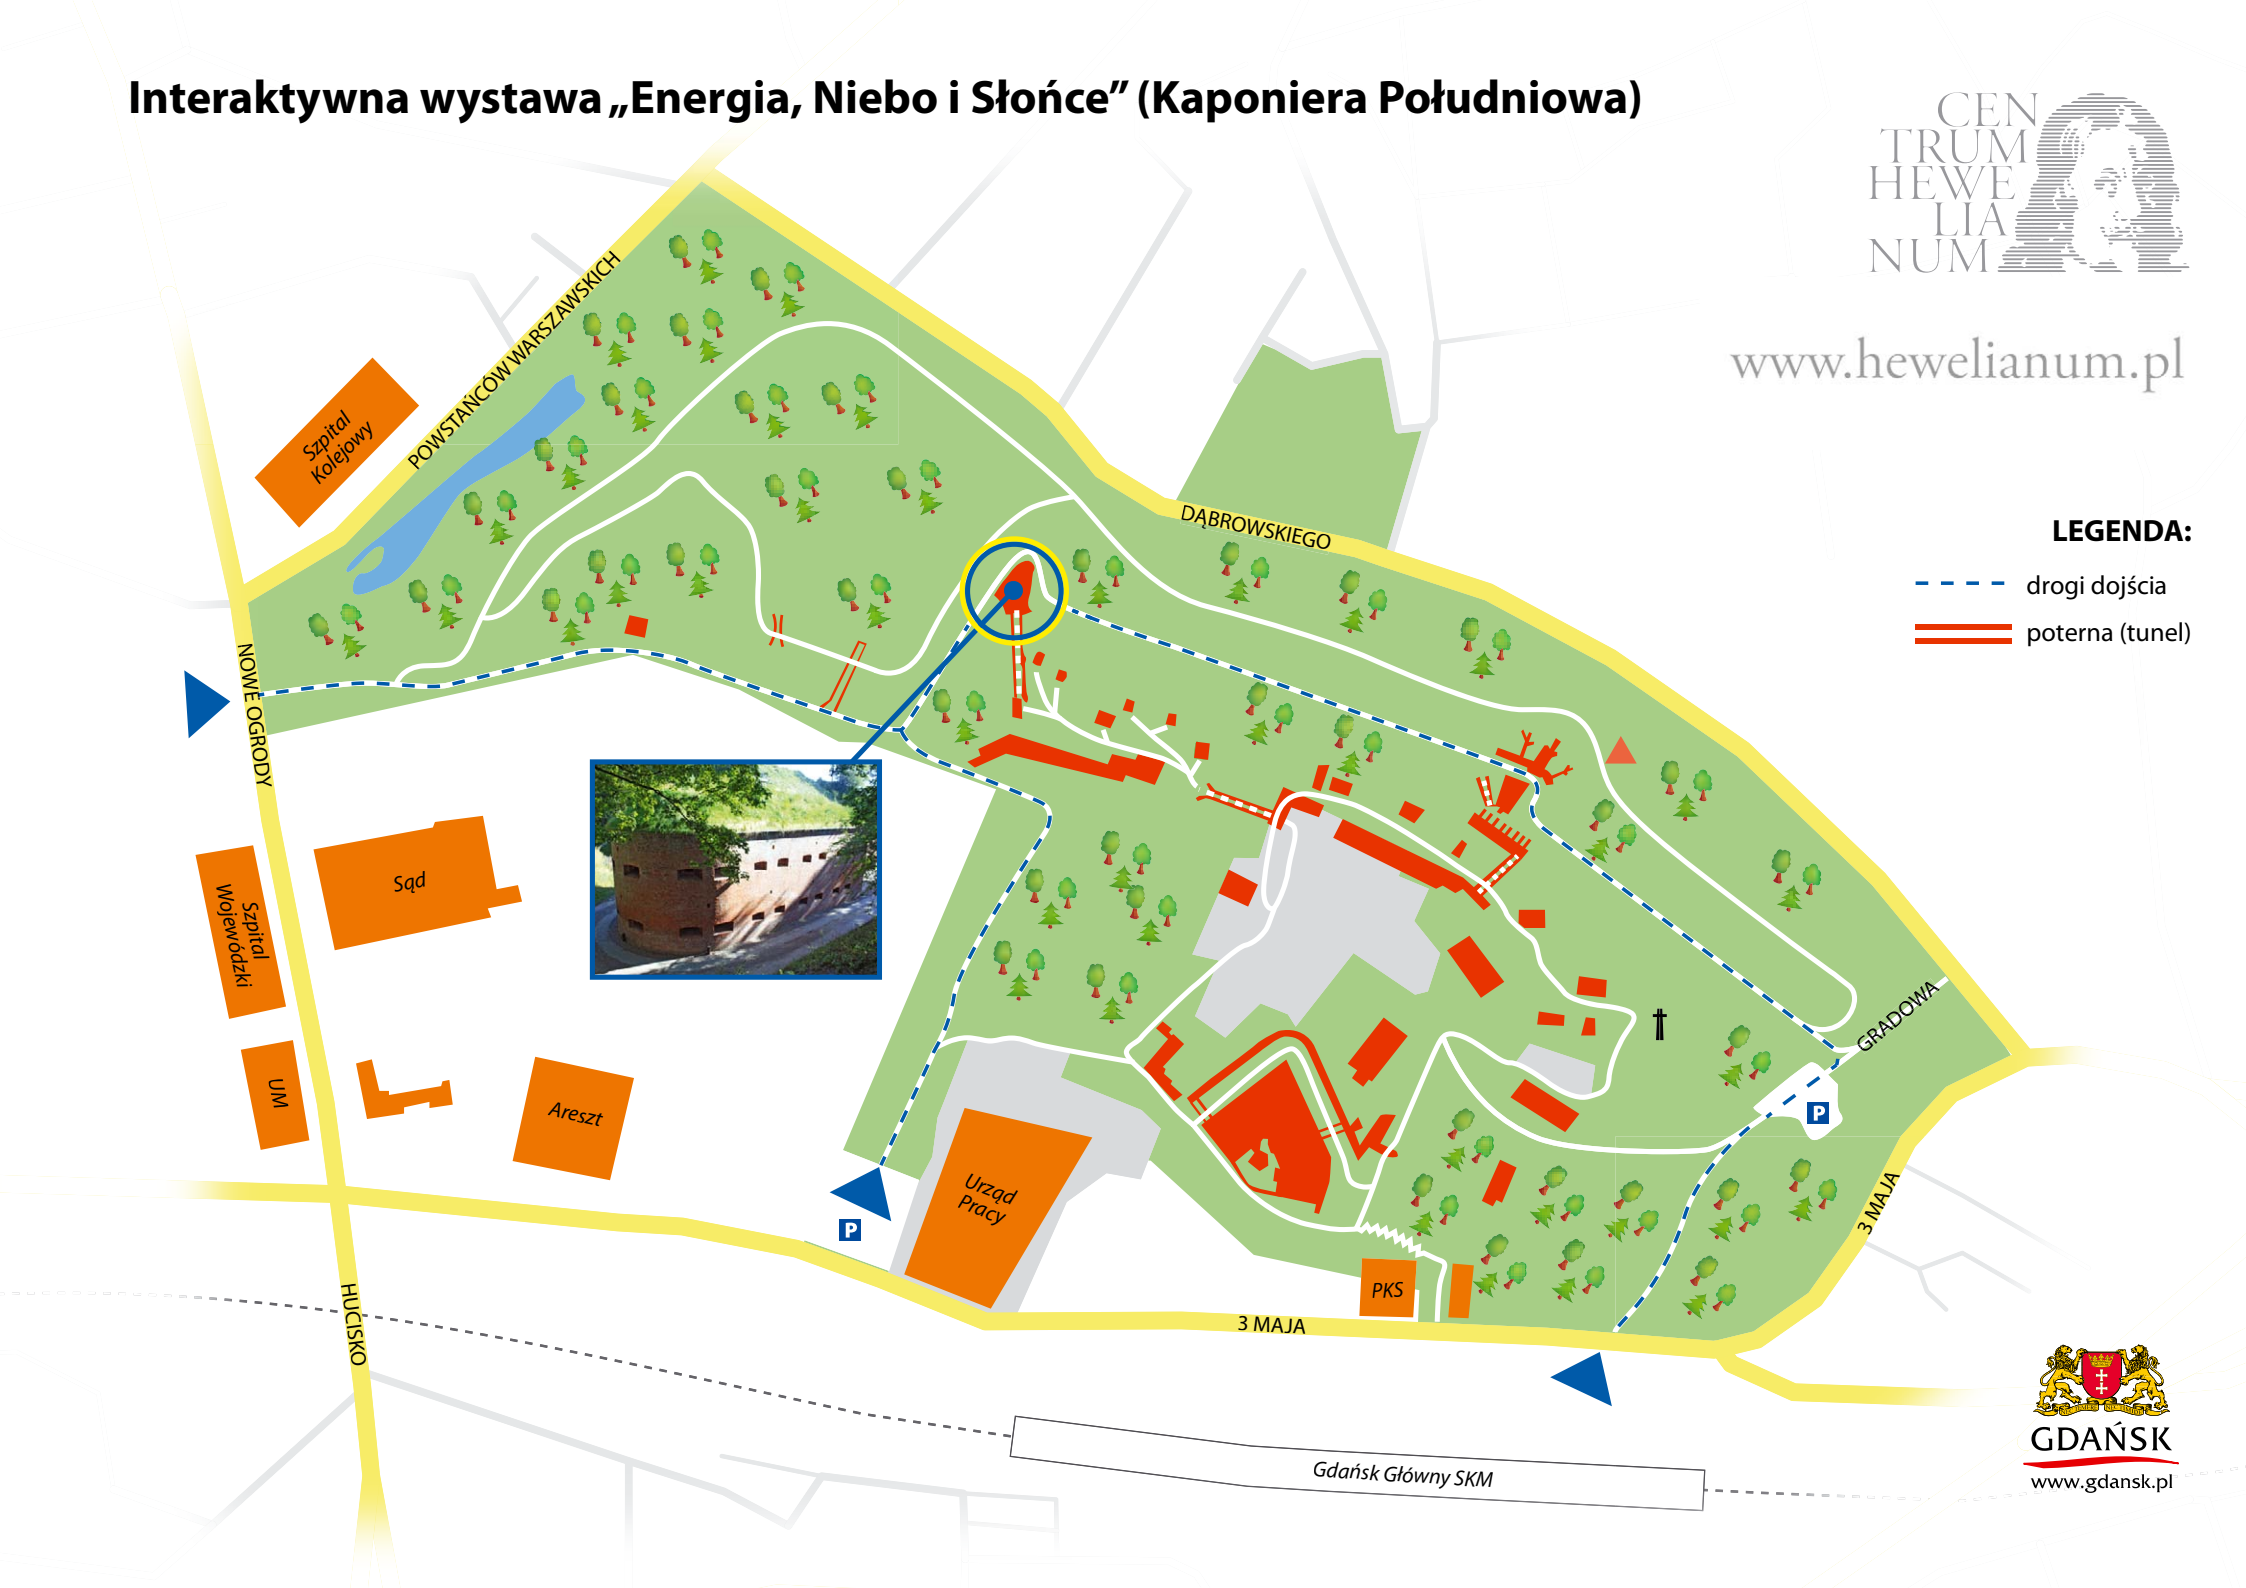 Interaktywna wystawa „Energia, Niebo i Słońce” (Kaponiera Południowa)
CEN
TRUM
HEWE
LIA
NUM
www.hewelianum.pl
POWSTAŃCÓW WARSZAWSKICH
Szpital
Kolejowy
DĄBROWSKIEGO
LEGENDA:
drogi dojścia
poterna (tunel)
NOWE OGRODY
Sąd
Szpital
Wojewódzki
UM
Areszt
GRADOWA
P
Urząd
Pracy
P
3 MAJA
PKS
3 MAJA
HUCISKO
Gdańsk Główny SKM
GDAŃSK
www.gdansk.pl